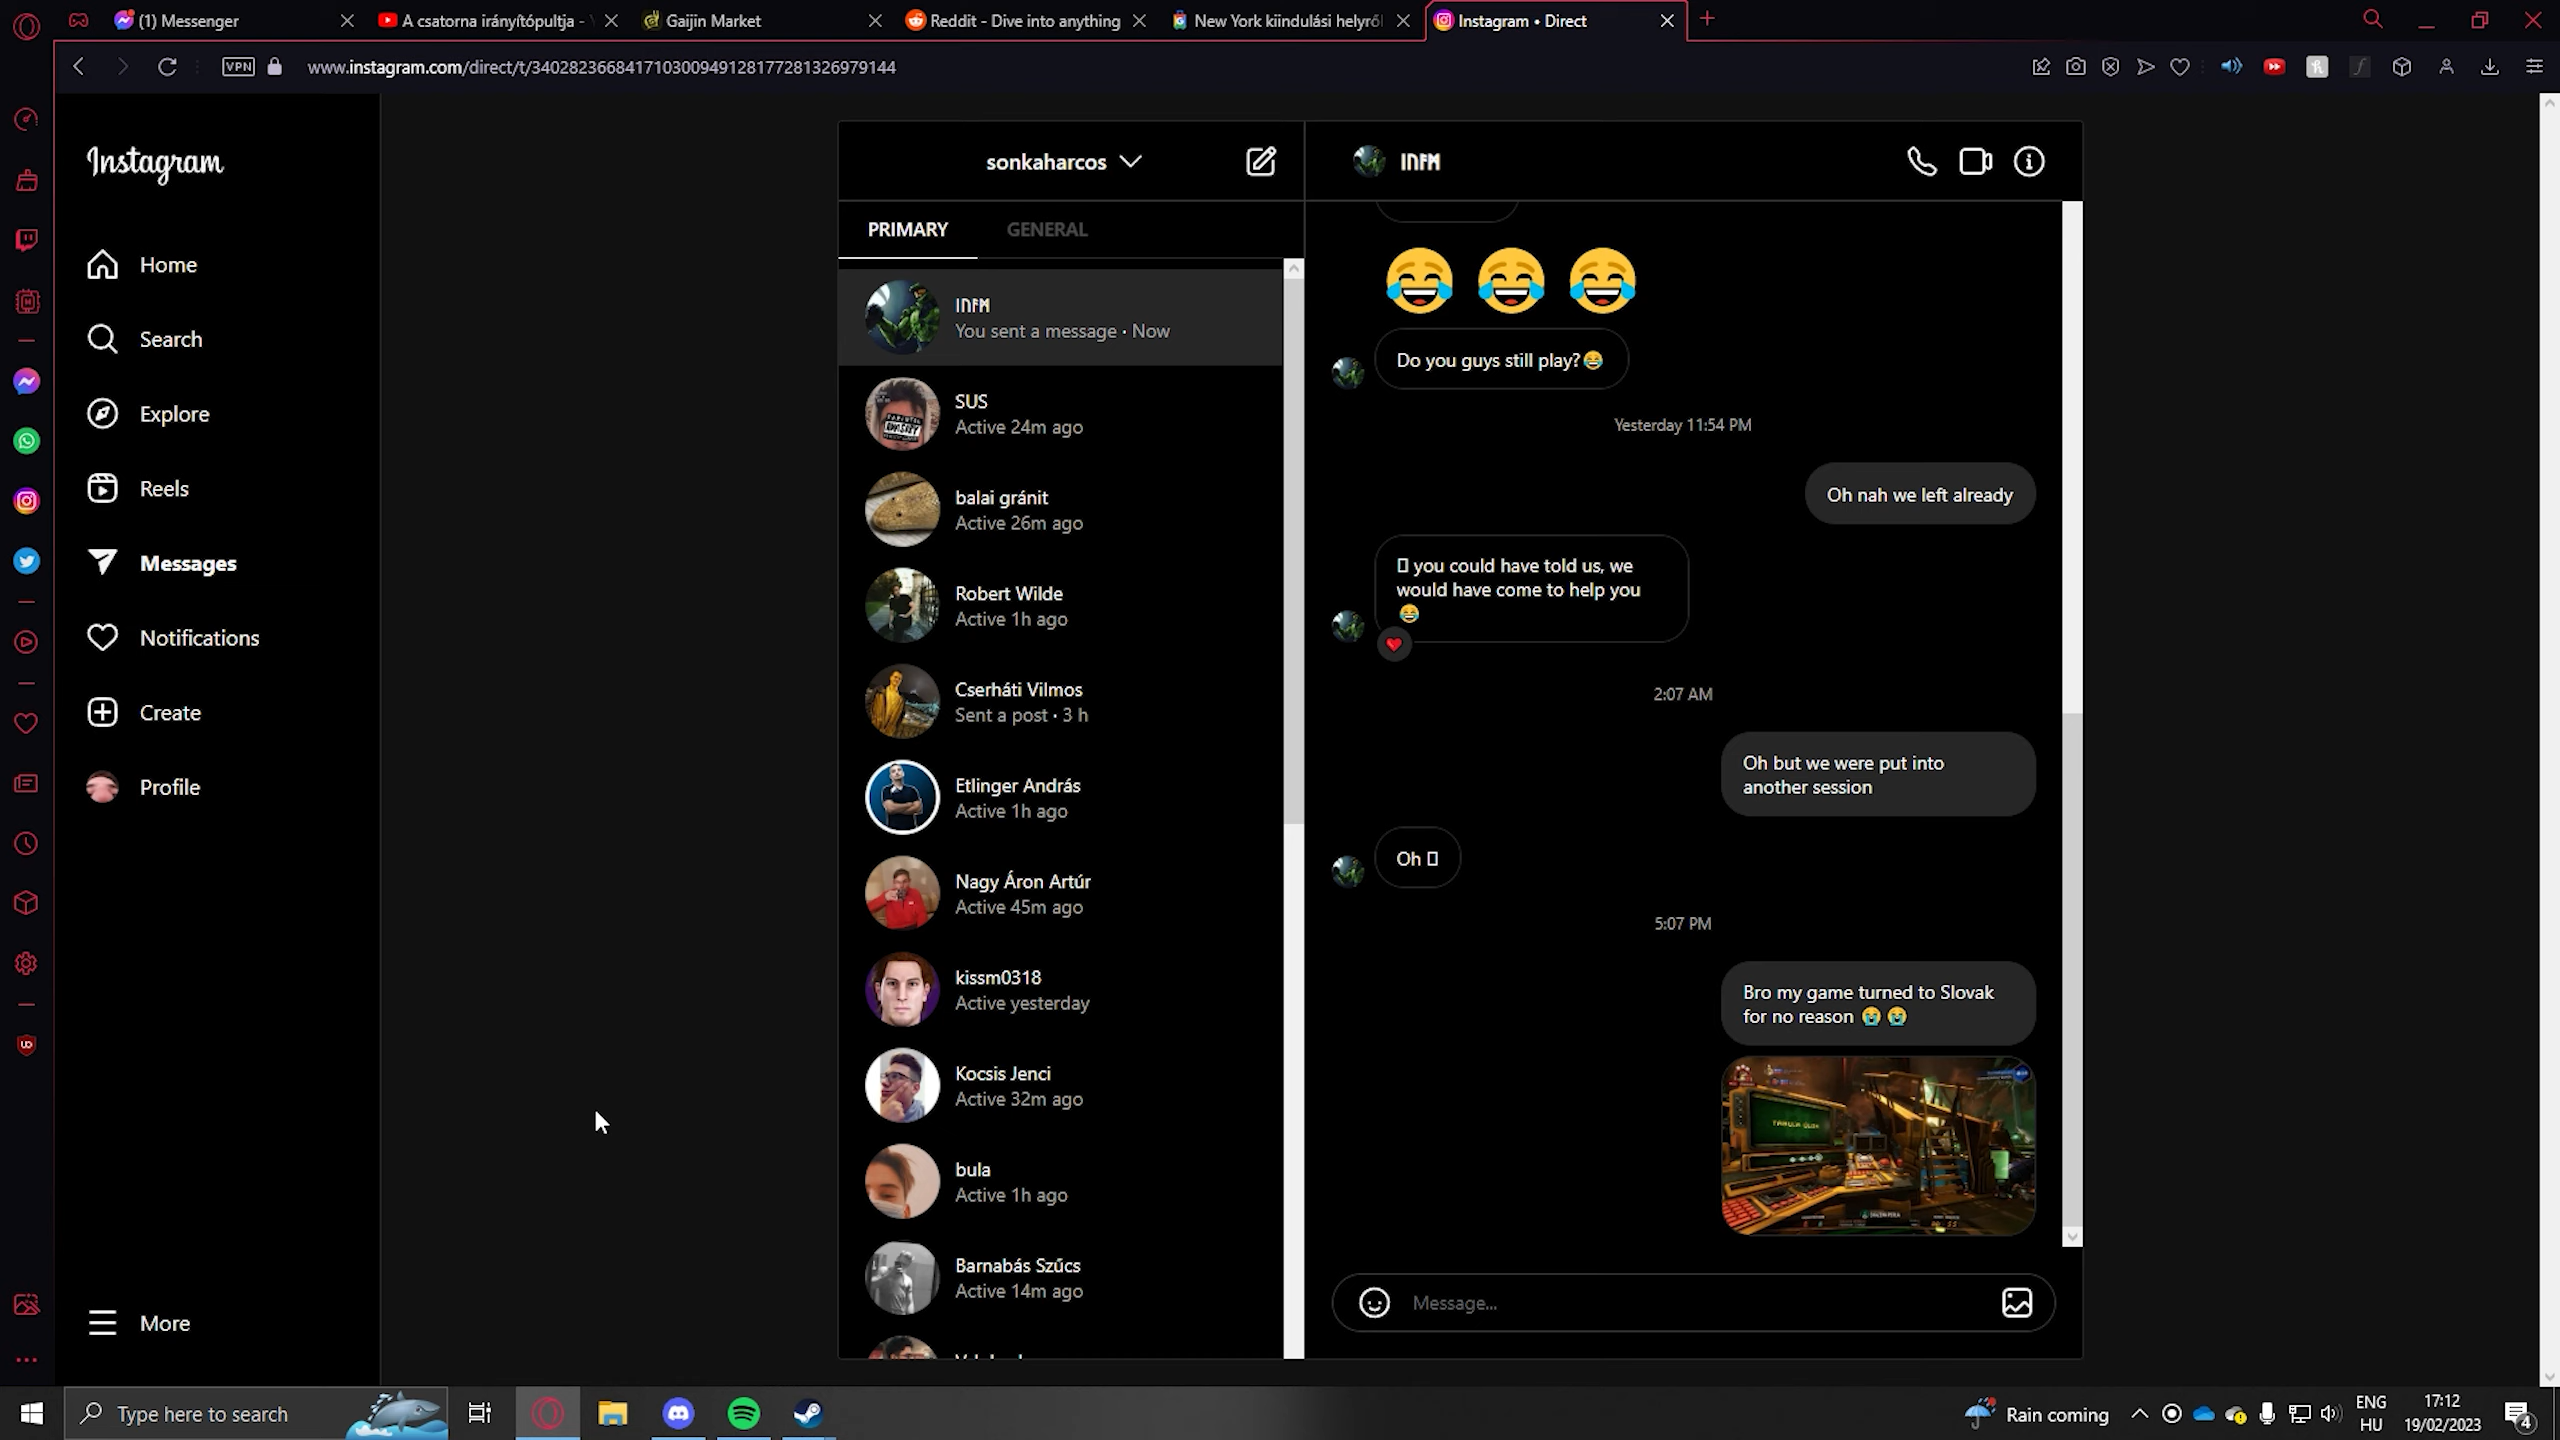 (1) Messenger
A csatorna irányítópultja -
Gaijin Market
Reddit - Dive into anything
New York kiindulási helyről
Instagram • Direct
VPN
www.instagram.com/direct/t/340282366841710300949128177281326979144
Instagram
Home
Search
Explore
Reels
Messages
Notifications
Create
Profile
More
sonkaharcos
PRIMARY
GENERAL
You sent a message · Now
SUS
Active 24m ago
balai gránit
Active 26m ago
Robert Wilde
Active 1h ago
Cserháti Vilmos
Sent a post · 3 h
Etlinger András
Active 1h ago
Nagy Áron Artúr
Active 45m ago
kissm0318
Active yesterday
Kocsis Jenci
Active 32m ago
bula
Active 1h ago
Barnabás Szűcs
Active 14m ago
😂 😂 😂
Do you guys still play?😂
Yesterday 11:54 PM
Oh nah we left already
you could have told us, we
would have come to help you
😂
2:07 AM
Oh but we were put into
another session
Oh
5:07 PM
Bro my game turned to Slovak
for no reason 😭 😭
Message...
Type here to search
Rain coming
ENG
HU
17:12
19/02/2023
4